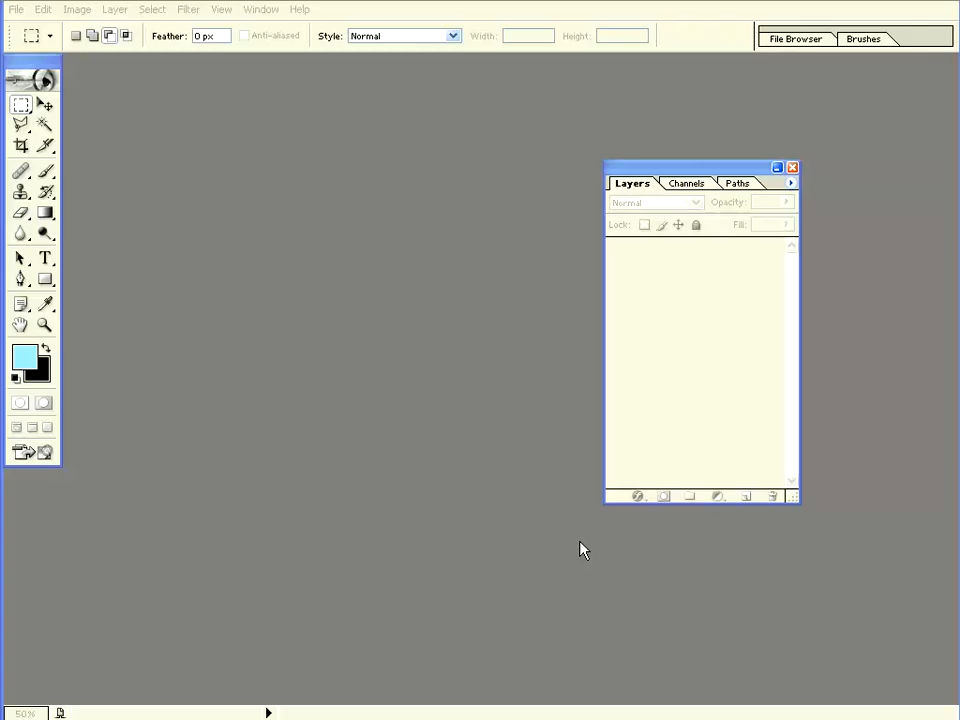 File Edit Image Layer Select Filter View Window Help
Feather: 0 px Anti-aliased Style: Normal Width: Height: File Browser Brushes
Layers Channels Paths
Normal Opacity:
Lock: Fill:
T
50%